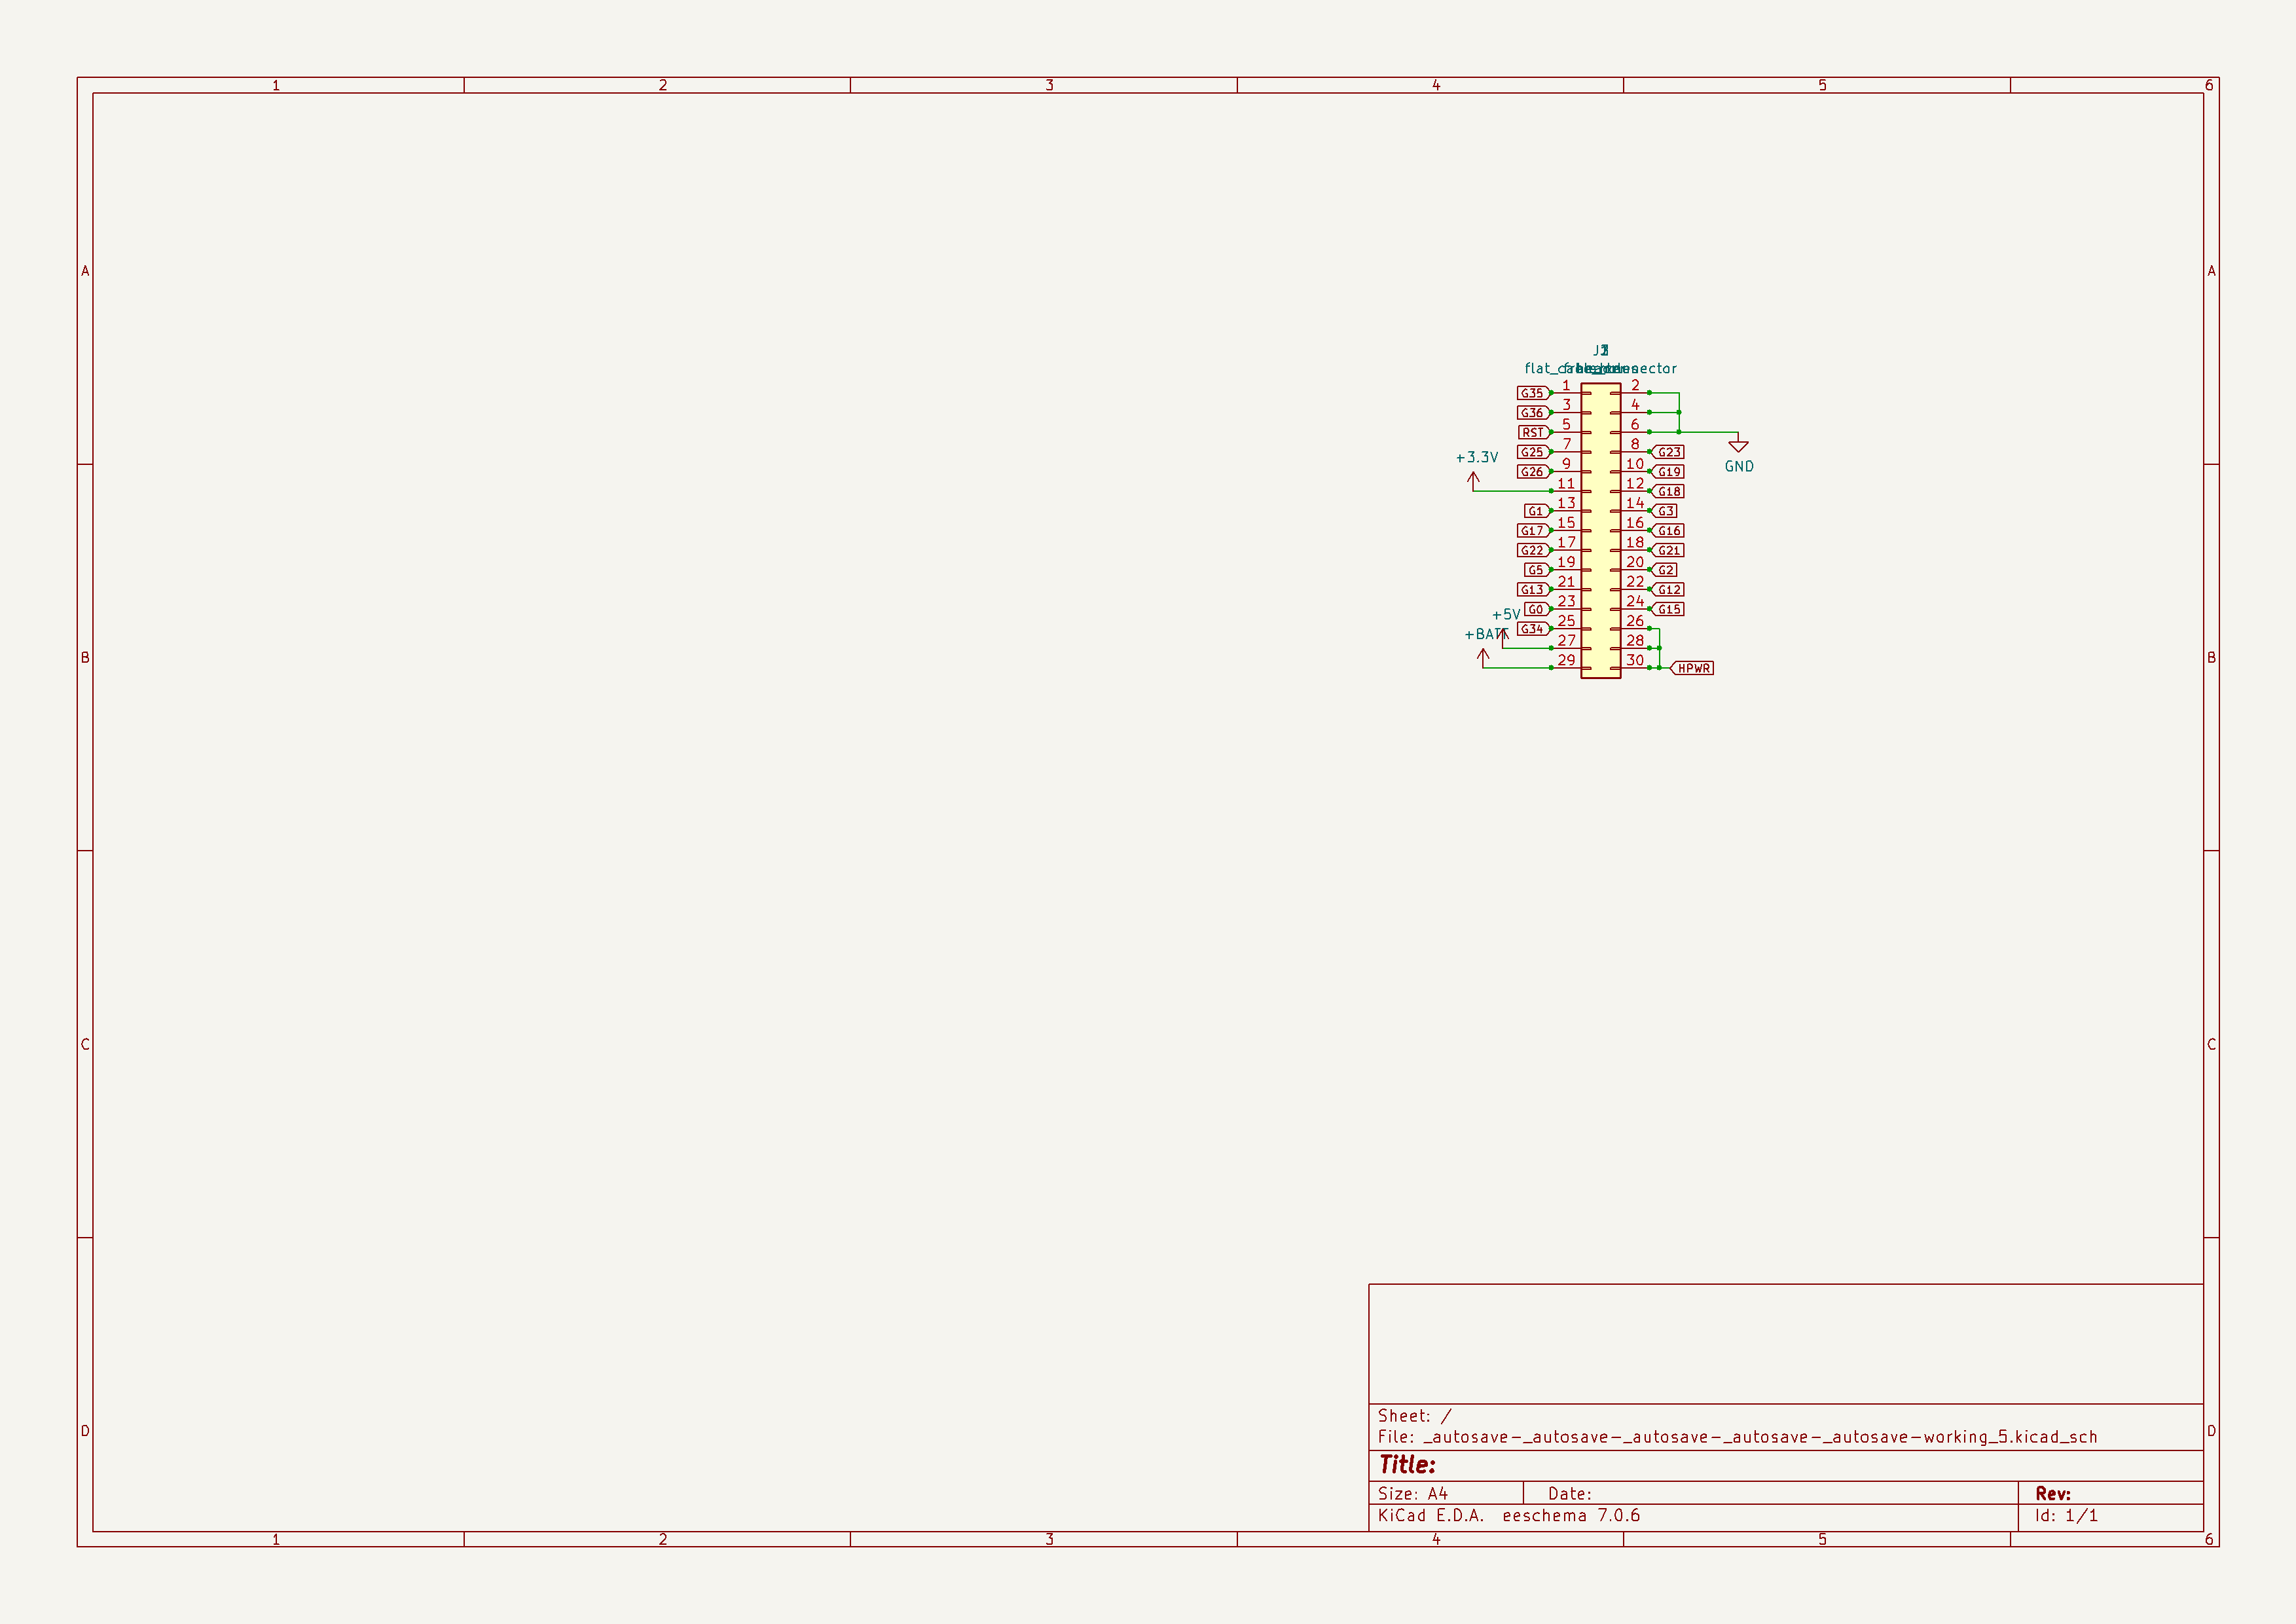 1 2 3 4 5 6
A A
1 2
G35
3 4
G36
5 6
RST
7 8
G25 G23
+3.3V GND
9 10
G26 G19
11 12
G18
13 14
G1 G3
15 16
G17 G16
17 18
G22 G21
19 20
G5 G2
21 22
G13 G12
23 24
G0 G15
+5V
25 26
G34
+BATT
27 28
29 30
HPWR
B B
C C
D D
Sheet: /
File: _autosave-_autosave-_autosave-_autosave-_autosave-working_5.kicad_sch
Title:
Size: A4 Date: Rev:
KiCad E.D.A. eeschema 7.0.6 Id: 1/1
1 2 3 4 5 6